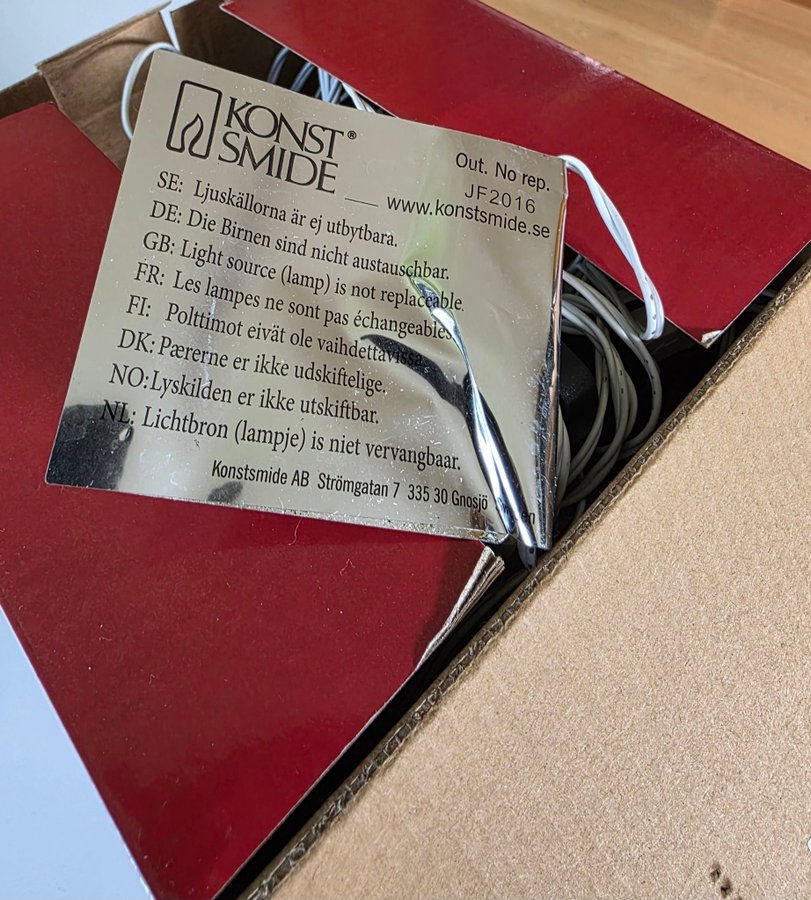 KONST®
SMIDE
Out. No rep.
JF2016
www.konstsmide.se
SE: Ljuskällorna är ej utbytbara.
DE: Die Birnen sind nicht austauschbar.
GB: Light source (lamp) is not replaceable.
FR: Les lampes ne sont pas échangeables.
FI: Polttimot eivät ole vaihdettavissa.
DK: Pærerne er ikke udskiftelige.
NO: Lyskilden er ikke utskiftbar.
NL: Lichtbron (lampje) is niet vervangbaar.
Konstsmide AB Strömgatan 7 335 30 Gnosjö